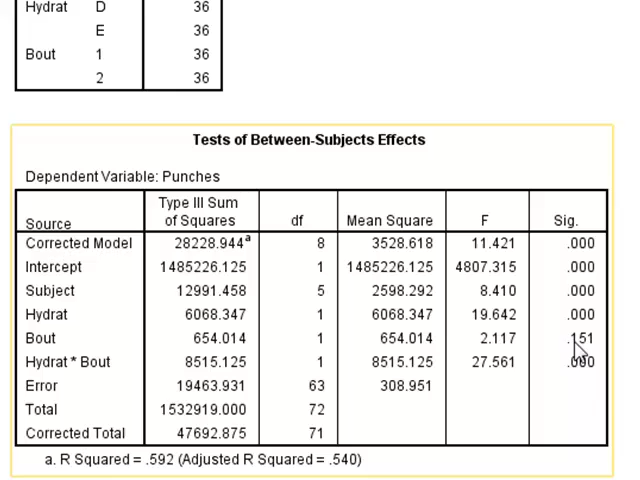 Hydrat D 36
E 36
Bout 1 36
2 36
Tests of Between-Subjects Effects
Dependent Variable: Punches
Source Type III Sum of Squares df Mean Square F Sig.
Corrected Model 28228.944a 8 3528.618 11.421 .000
Intercept 1485226.125 1 1485226.125 4807.315 .000
Subject 12991.458 5 2598.292 8.410 .000
Hydrat 6068.347 1 6068.347 19.642 .000
Bout 654.014 1 654.014 2.117 .151
Hydrat * Bout 8515.125 1 8515.125 27.561 .000
Error 19463.931 63 308.951
Total 1532919.000 72
Corrected Total 47692.875 71
a. R Squared = .592 (Adjusted R Squared = .540)